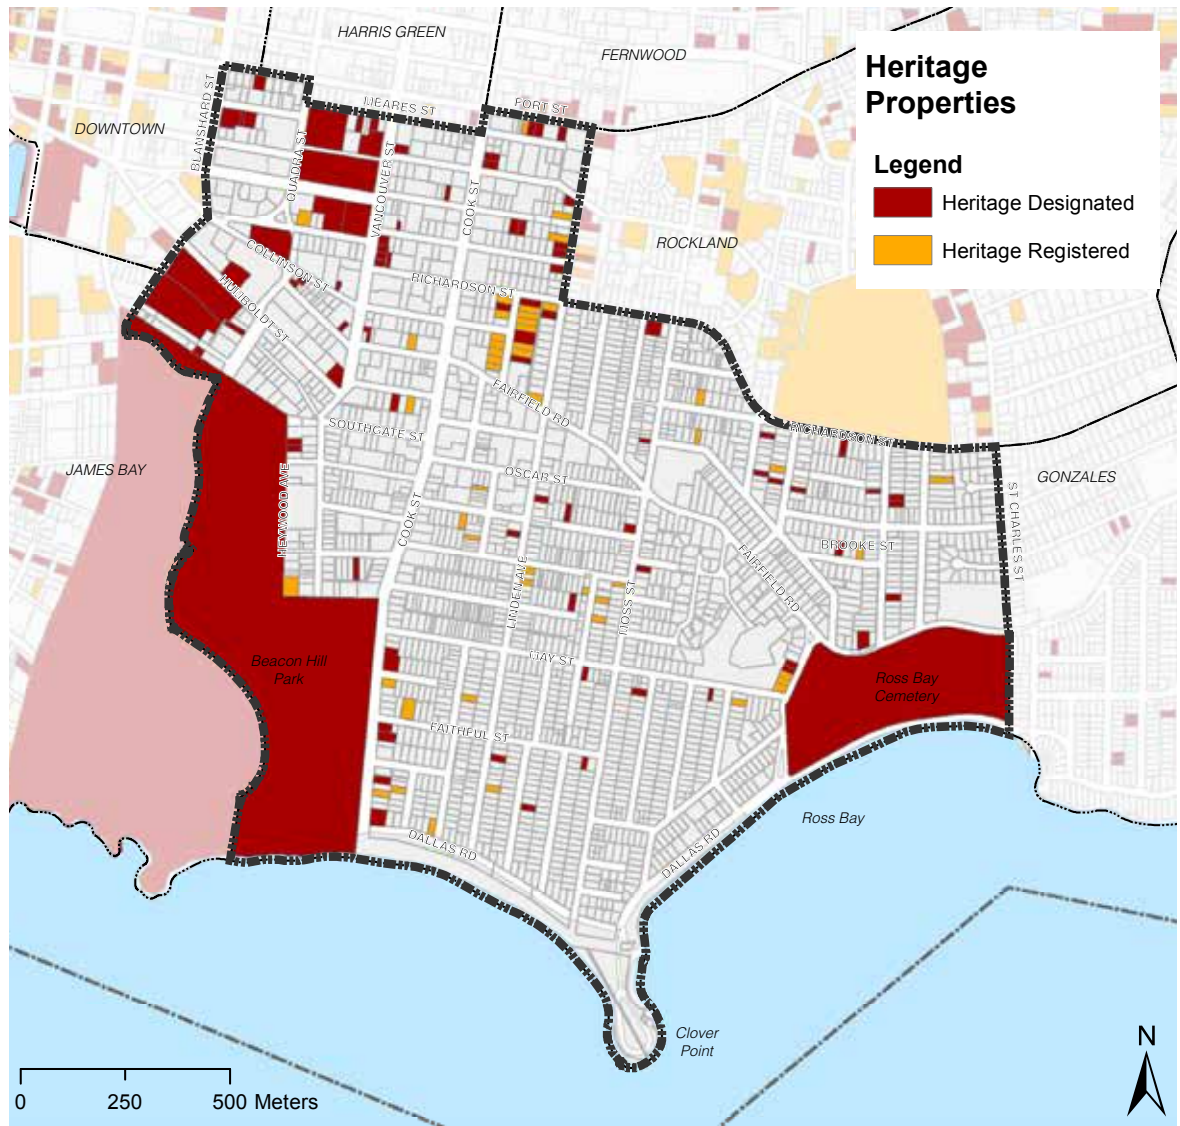 HARRIS GREEN
FERNWOOD
Heritage
Properties
Legend
Heritage Designated
Heritage Registered
DOWNTOWN
BLANSHARD ST
MEARES ST
FORT ST
QUADRA ST
VANCOUVER ST
COOK ST
ROCKLAND
COLLINSON ST
HUMBOLDT ST
RICHARDSON ST
FAIRFIELD RD
SOUTHGATE ST
RICHARDSON ST
JAMES BAY
HEYWOOD AVE
OSCAR ST
GONZALES
ST CHARLES ST
COOK ST
BROOKE ST
LINDEN AVE
MOSS ST
FAIRFIELD RD
MAY ST
Beacon Hill
Park
Ross Bay
Cemetery
FAITHFUL ST
DALLAS RD
DALLAS RD
Ross Bay
Clover
Point
N
0 250 500 Meters